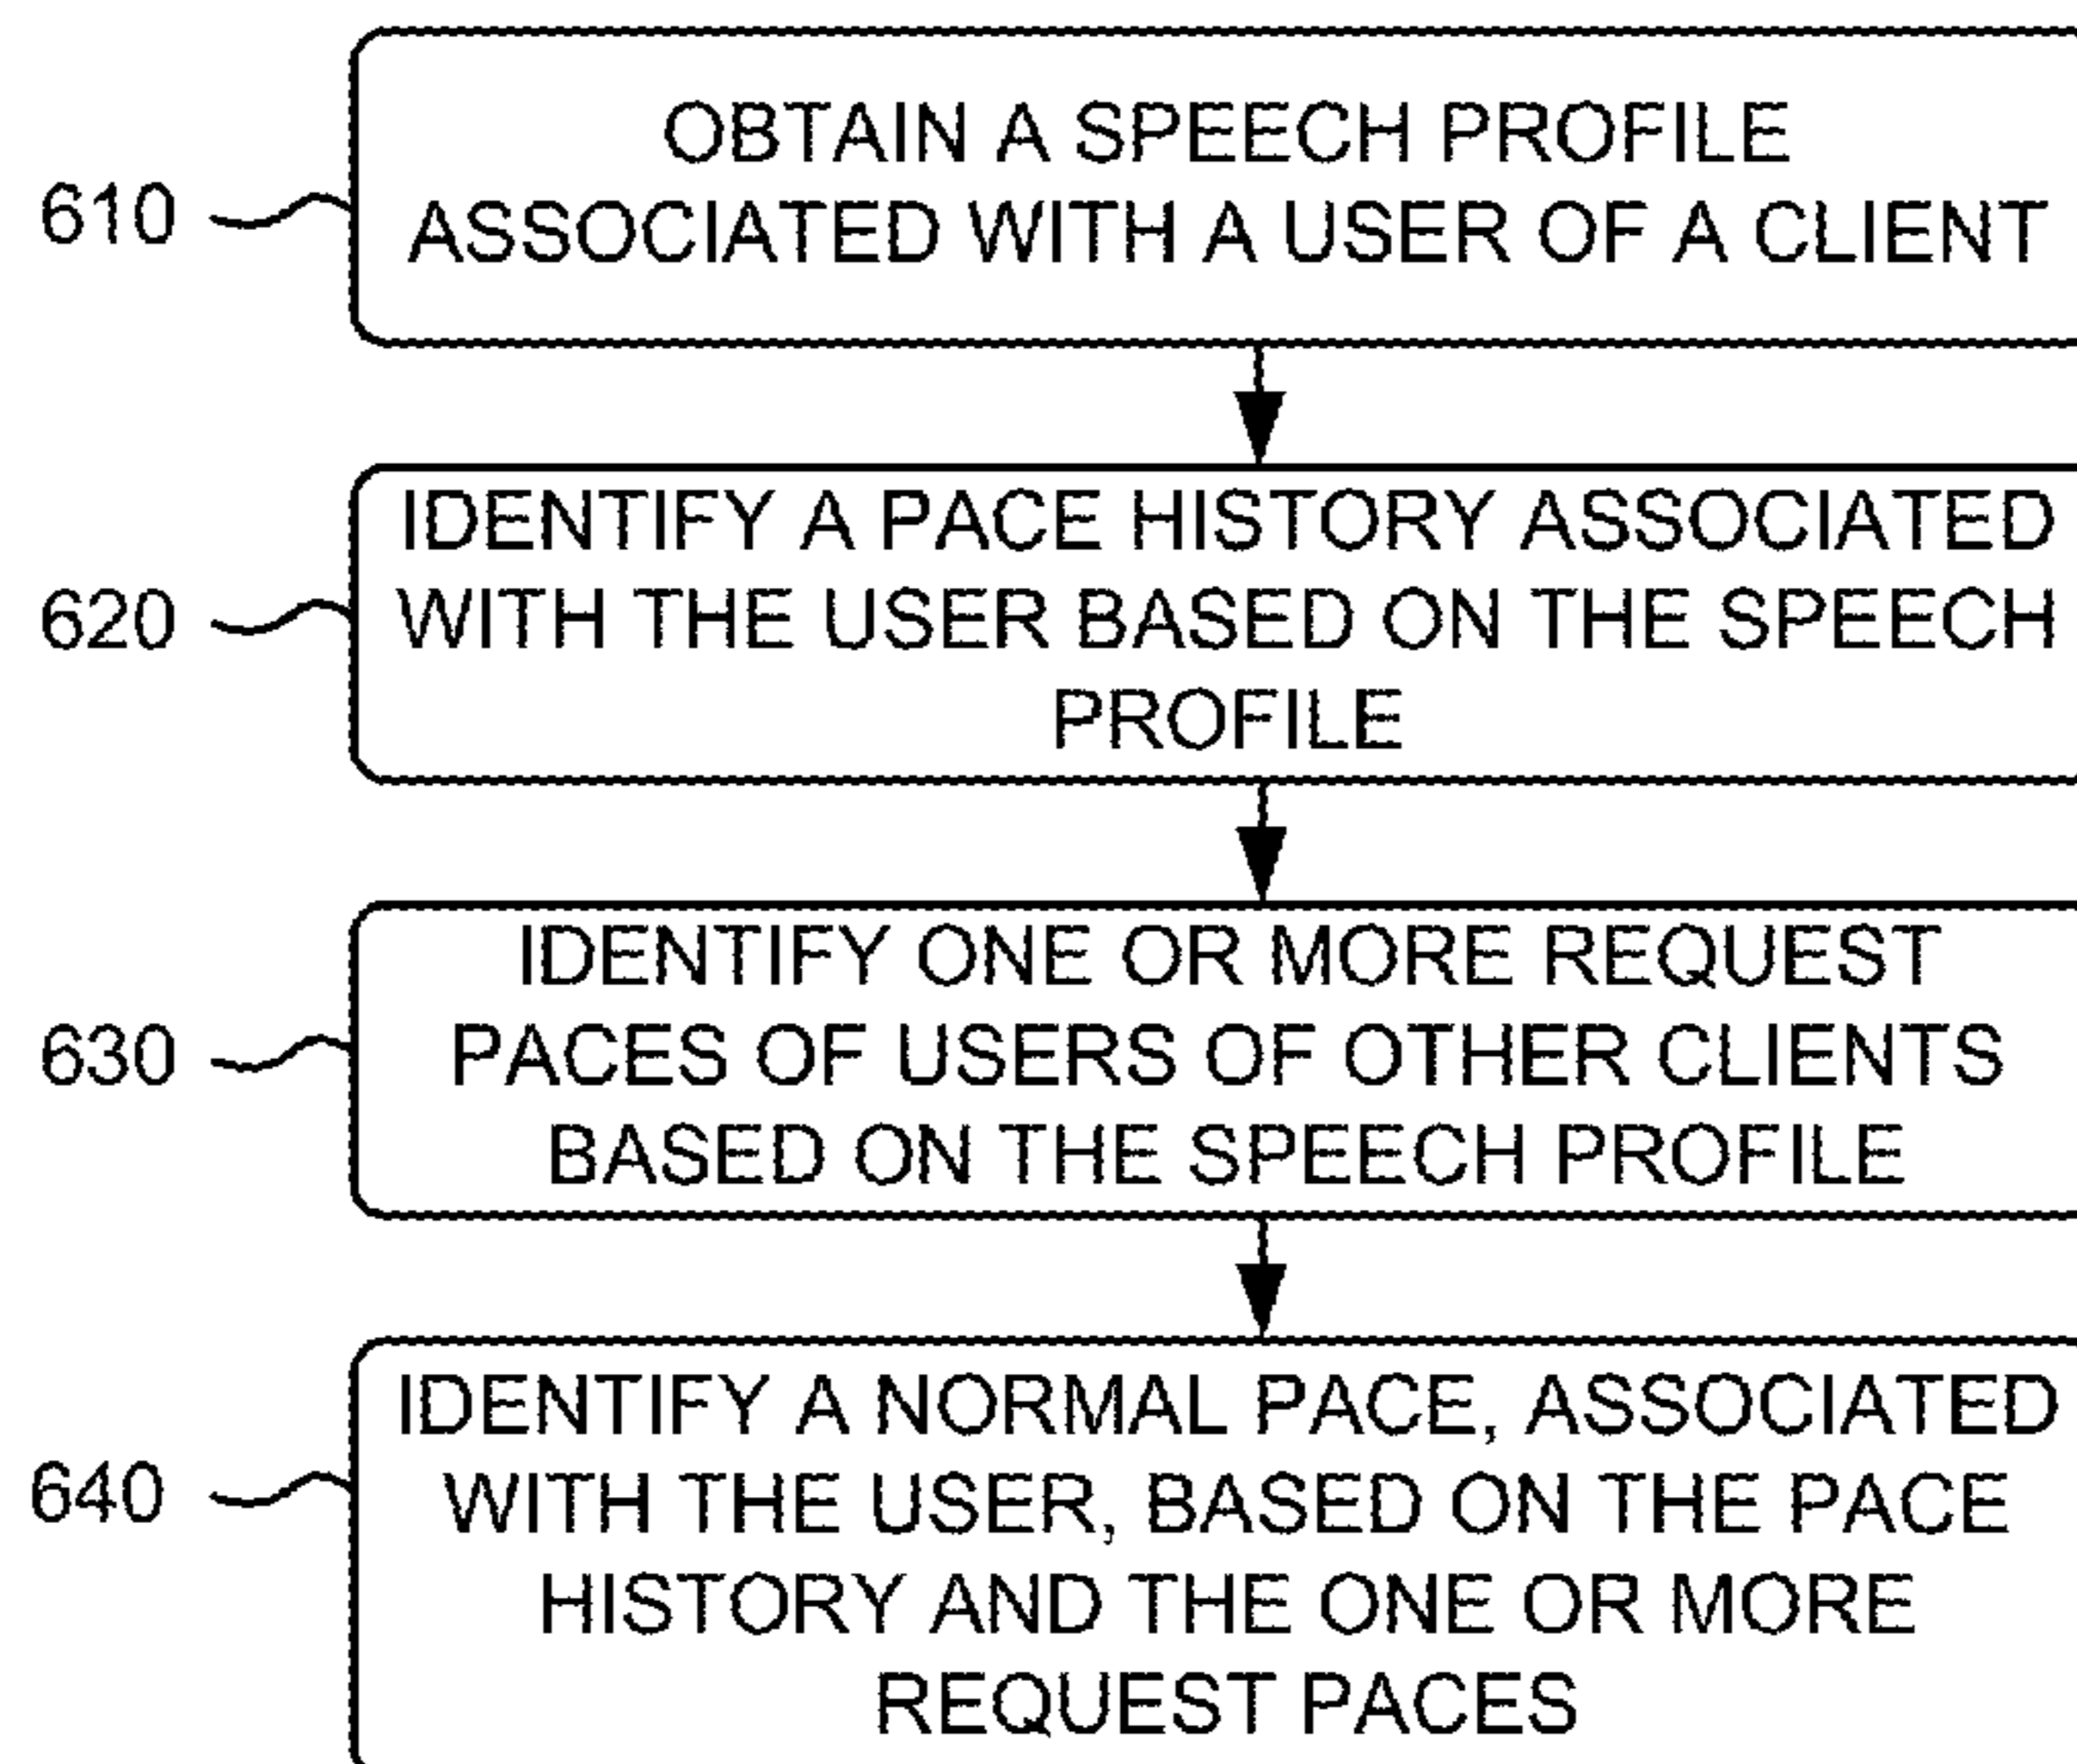 OBTAIN A SPEECH PROFILE
610 ASSOCIATED WITH A USER OF A CLIENT
IDENTIFY A PACE HISTORY ASSOCIATED
620 WITH THE USER BASED ON THE SPEECH
PROFILE
IDENTIFY ONE OR MORE REQUEST
630 PACES OF USERS OF OTHER CLIENTS
BASED ON THE SPEECH PROFILE
IDENTIFY A NORMAL PACE, ASSOCIATED
640 WITH THE USER, BASED ON THE PACE
HISTORY AND THE ONE OR MORE
REQUEST PACES